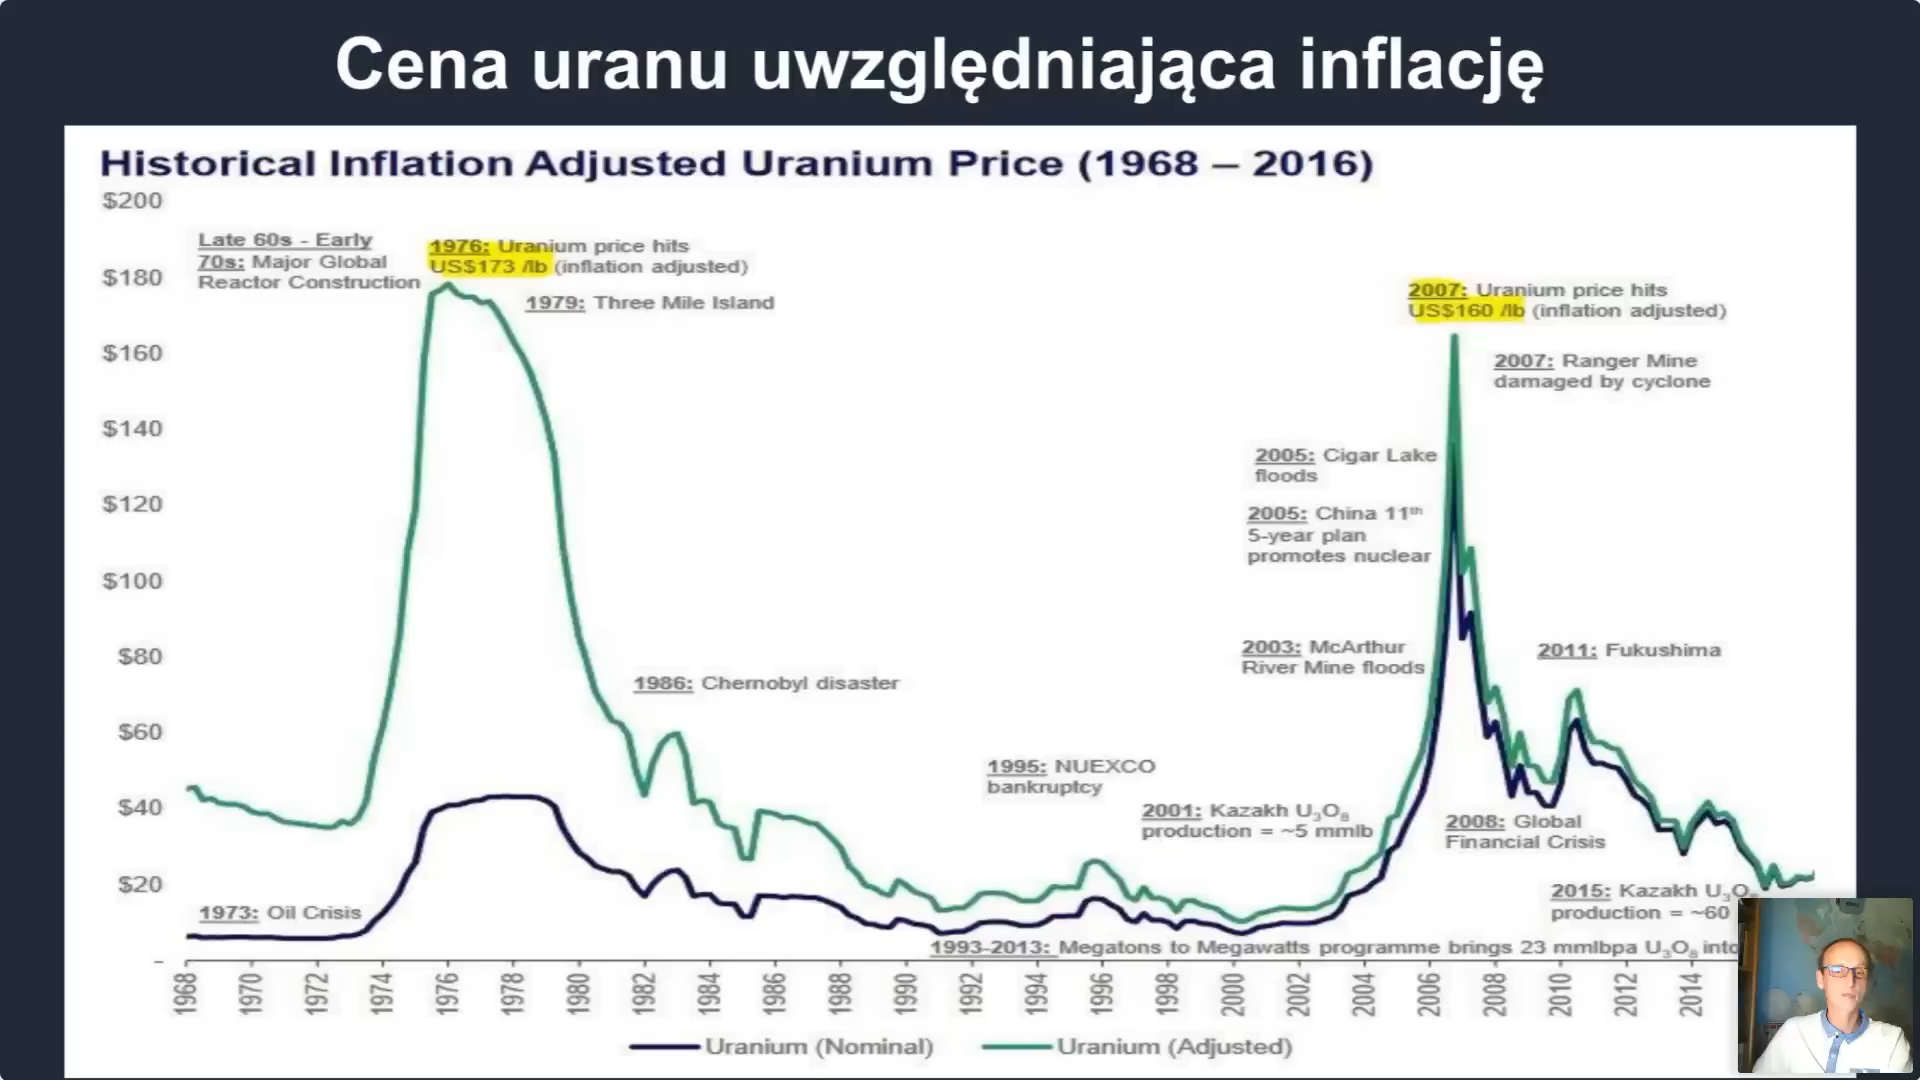 Cena uranu uwzględniająca inflację
Historical Inflation Adjusted Uranium Price (1968 – 2016)
$200
$180
$160
$140
$120
$100
$80
$60
$40
$20
-
Late 60s - Early
70s: Major Global
Reactor Construction
1976: Uranium price hits
US$173 /lb (inflation adjusted)
1979: Three Mile Island
2007: Uranium price hits
US$160 /lb (inflation adjusted)
2007: Ranger Mine
damaged by cyclone
2005: Cigar Lake
floods
2005: China 11th
5-year plan
promotes nuclear
2003: McArthur
River Mine floods
2011: Fukushima
1986: Chernobyl disaster
1995: NUEXCO
bankruptcy
2001: Kazakh U₃O₈
production = ~5 mmlb
2008: Global
Financial Crisis
2015: Kazakh U₃O₈
production = ~60
1973: Oil Crisis
1993-2013: Megatons to Megawatts programme brings 23 mmlbpa U₃O₈ into
1968 1970 1972 1974 1976 1978 1980 1982 1984 1986 1988 1990 1992 1994 1996 1998 2000 2002 2004 2006 2008 2010 2012 2014
Uranium (Nominal) Uranium (Adjusted)